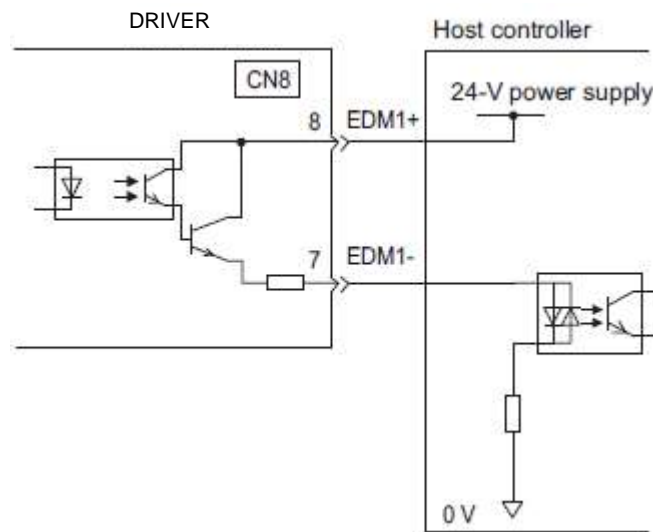 DRIVER
Host controller
CN8
24-V power supply
8 EDM1+
7 EDM1-
0 V